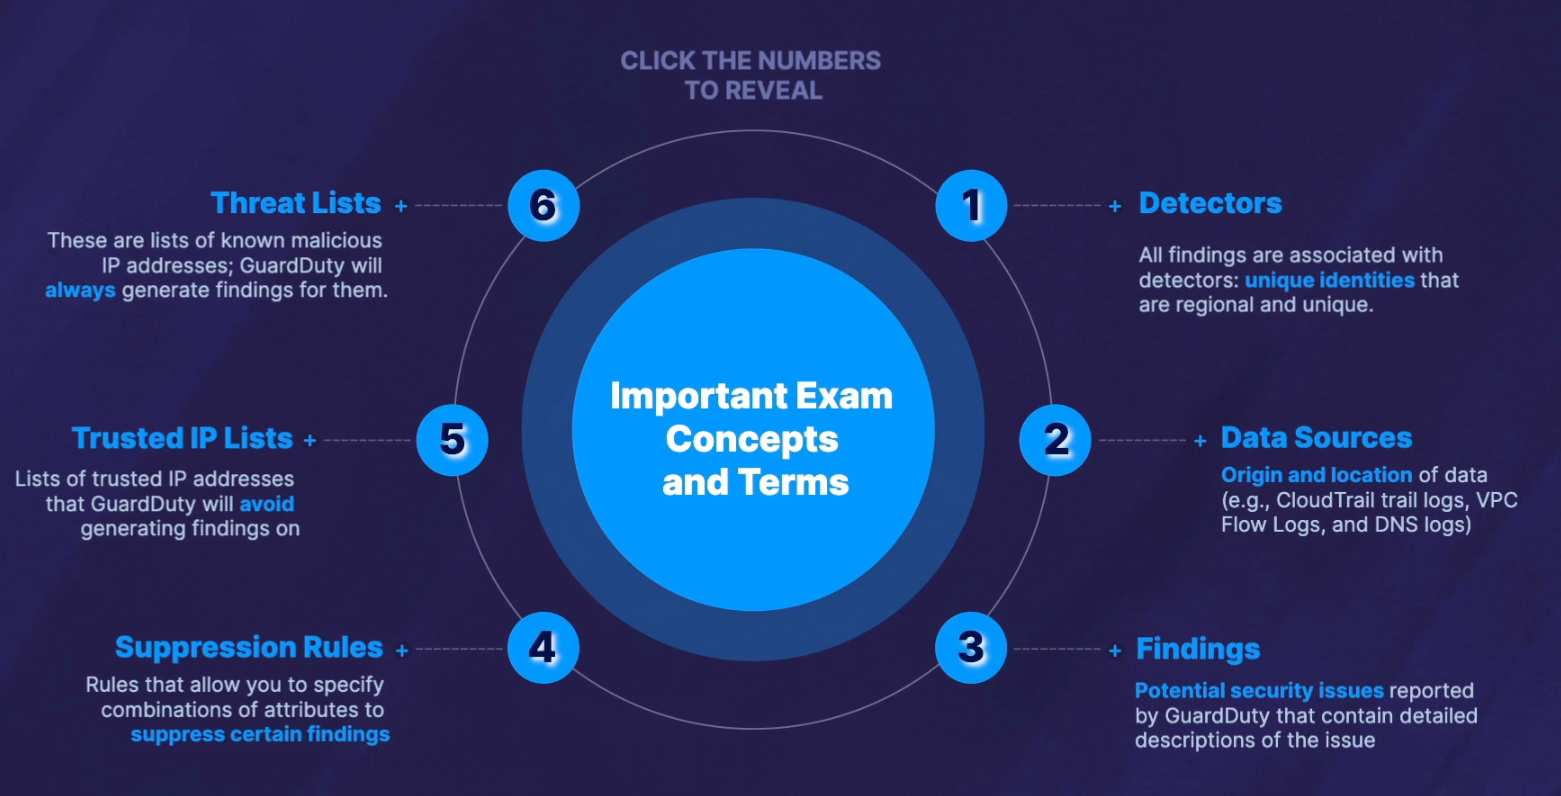 CLICK THE NUMBERS
TO REVEAL
Important Exam
Concepts
and Terms
1
+ Detectors
All findings are associated with
detectors: unique identities that
are regional and unique.
2
+ Data Sources
Origin and location of data
(e.g., CloudTrail trail logs, VPC
Flow Logs, and DNS logs)
3
+ Findings
Potential security issues reported
by GuardDuty that contain detailed
descriptions of the issue
4
Suppression Rules +
Rules that allow you to specify
combinations of attributes to
suppress certain findings
5
Trusted IP Lists +
Lists of trusted IP addresses
that GuardDuty will avoid
generating findings on
6
Threat Lists +
These are lists of known malicious
IP addresses; GuardDuty will
always generate findings for them.